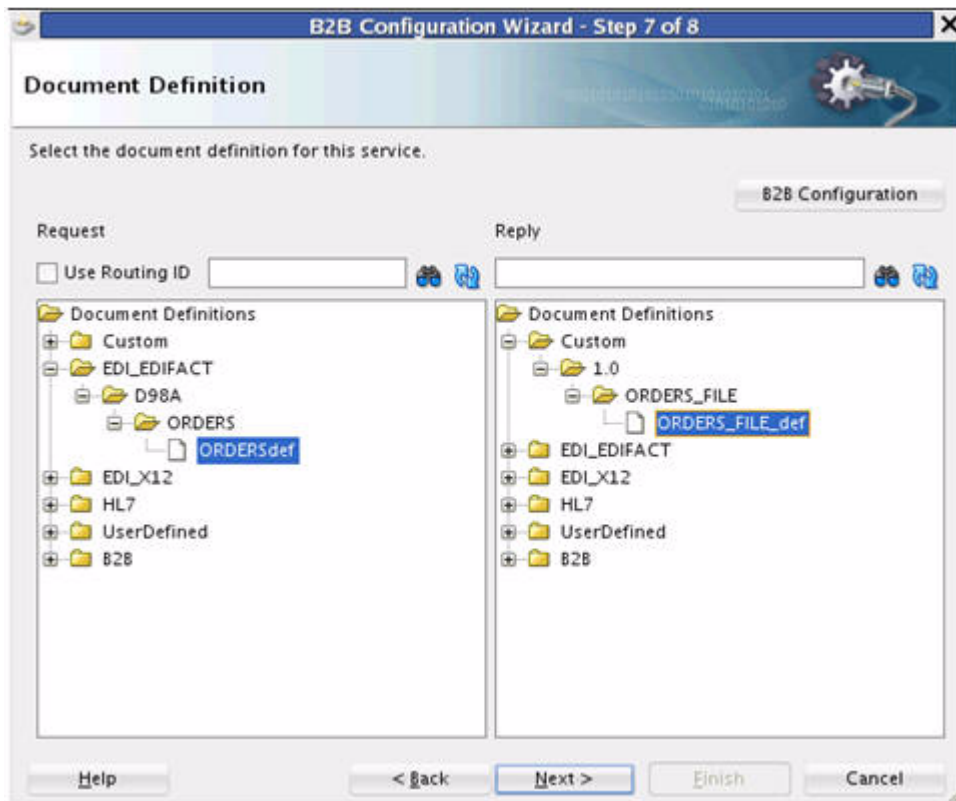 B2B Configuration Wizard - Step 7 of 8
Document Definition
Select the document definition for this service.
B2B Configuration
Request
Use Routing ID
Document Definitions
Custom
EDI_EDIFACT
D98A
ORDERS
ORDERSdef
EDI_X12
HL7
UserDefined
B2B
Reply
Document Definitions
Custom
1.0
ORDERS_FILE
ORDERS_FILE_def
EDI_EDIFACT
EDI_X12
HL7
UserDefined
B2B
Help
< Back
Next >
Finish
Cancel